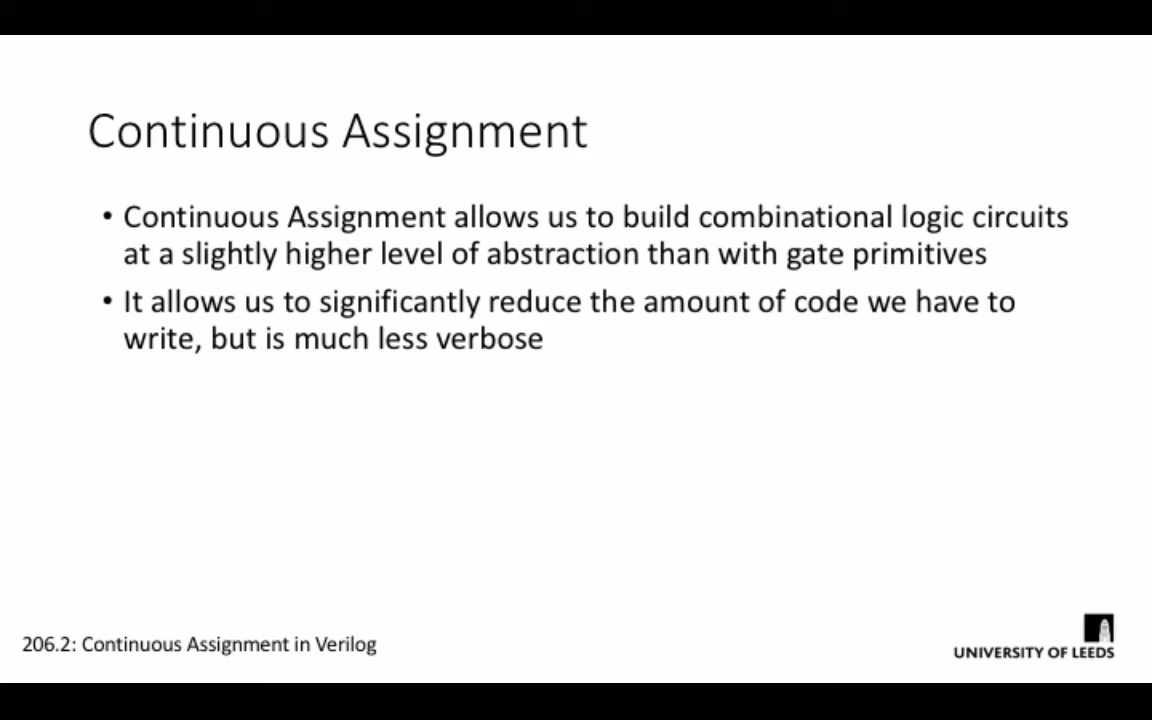 Continuous Assignment
• Continuous Assignment allows us to build combinational logic circuits
at a slightly higher level of abstraction than with gate primitives
• It allows us to significantly reduce the amount of code we have to
write, but is much less verbose
206.2: Continuous Assignment in Verilog
UNIVERSITY OF LEEDS